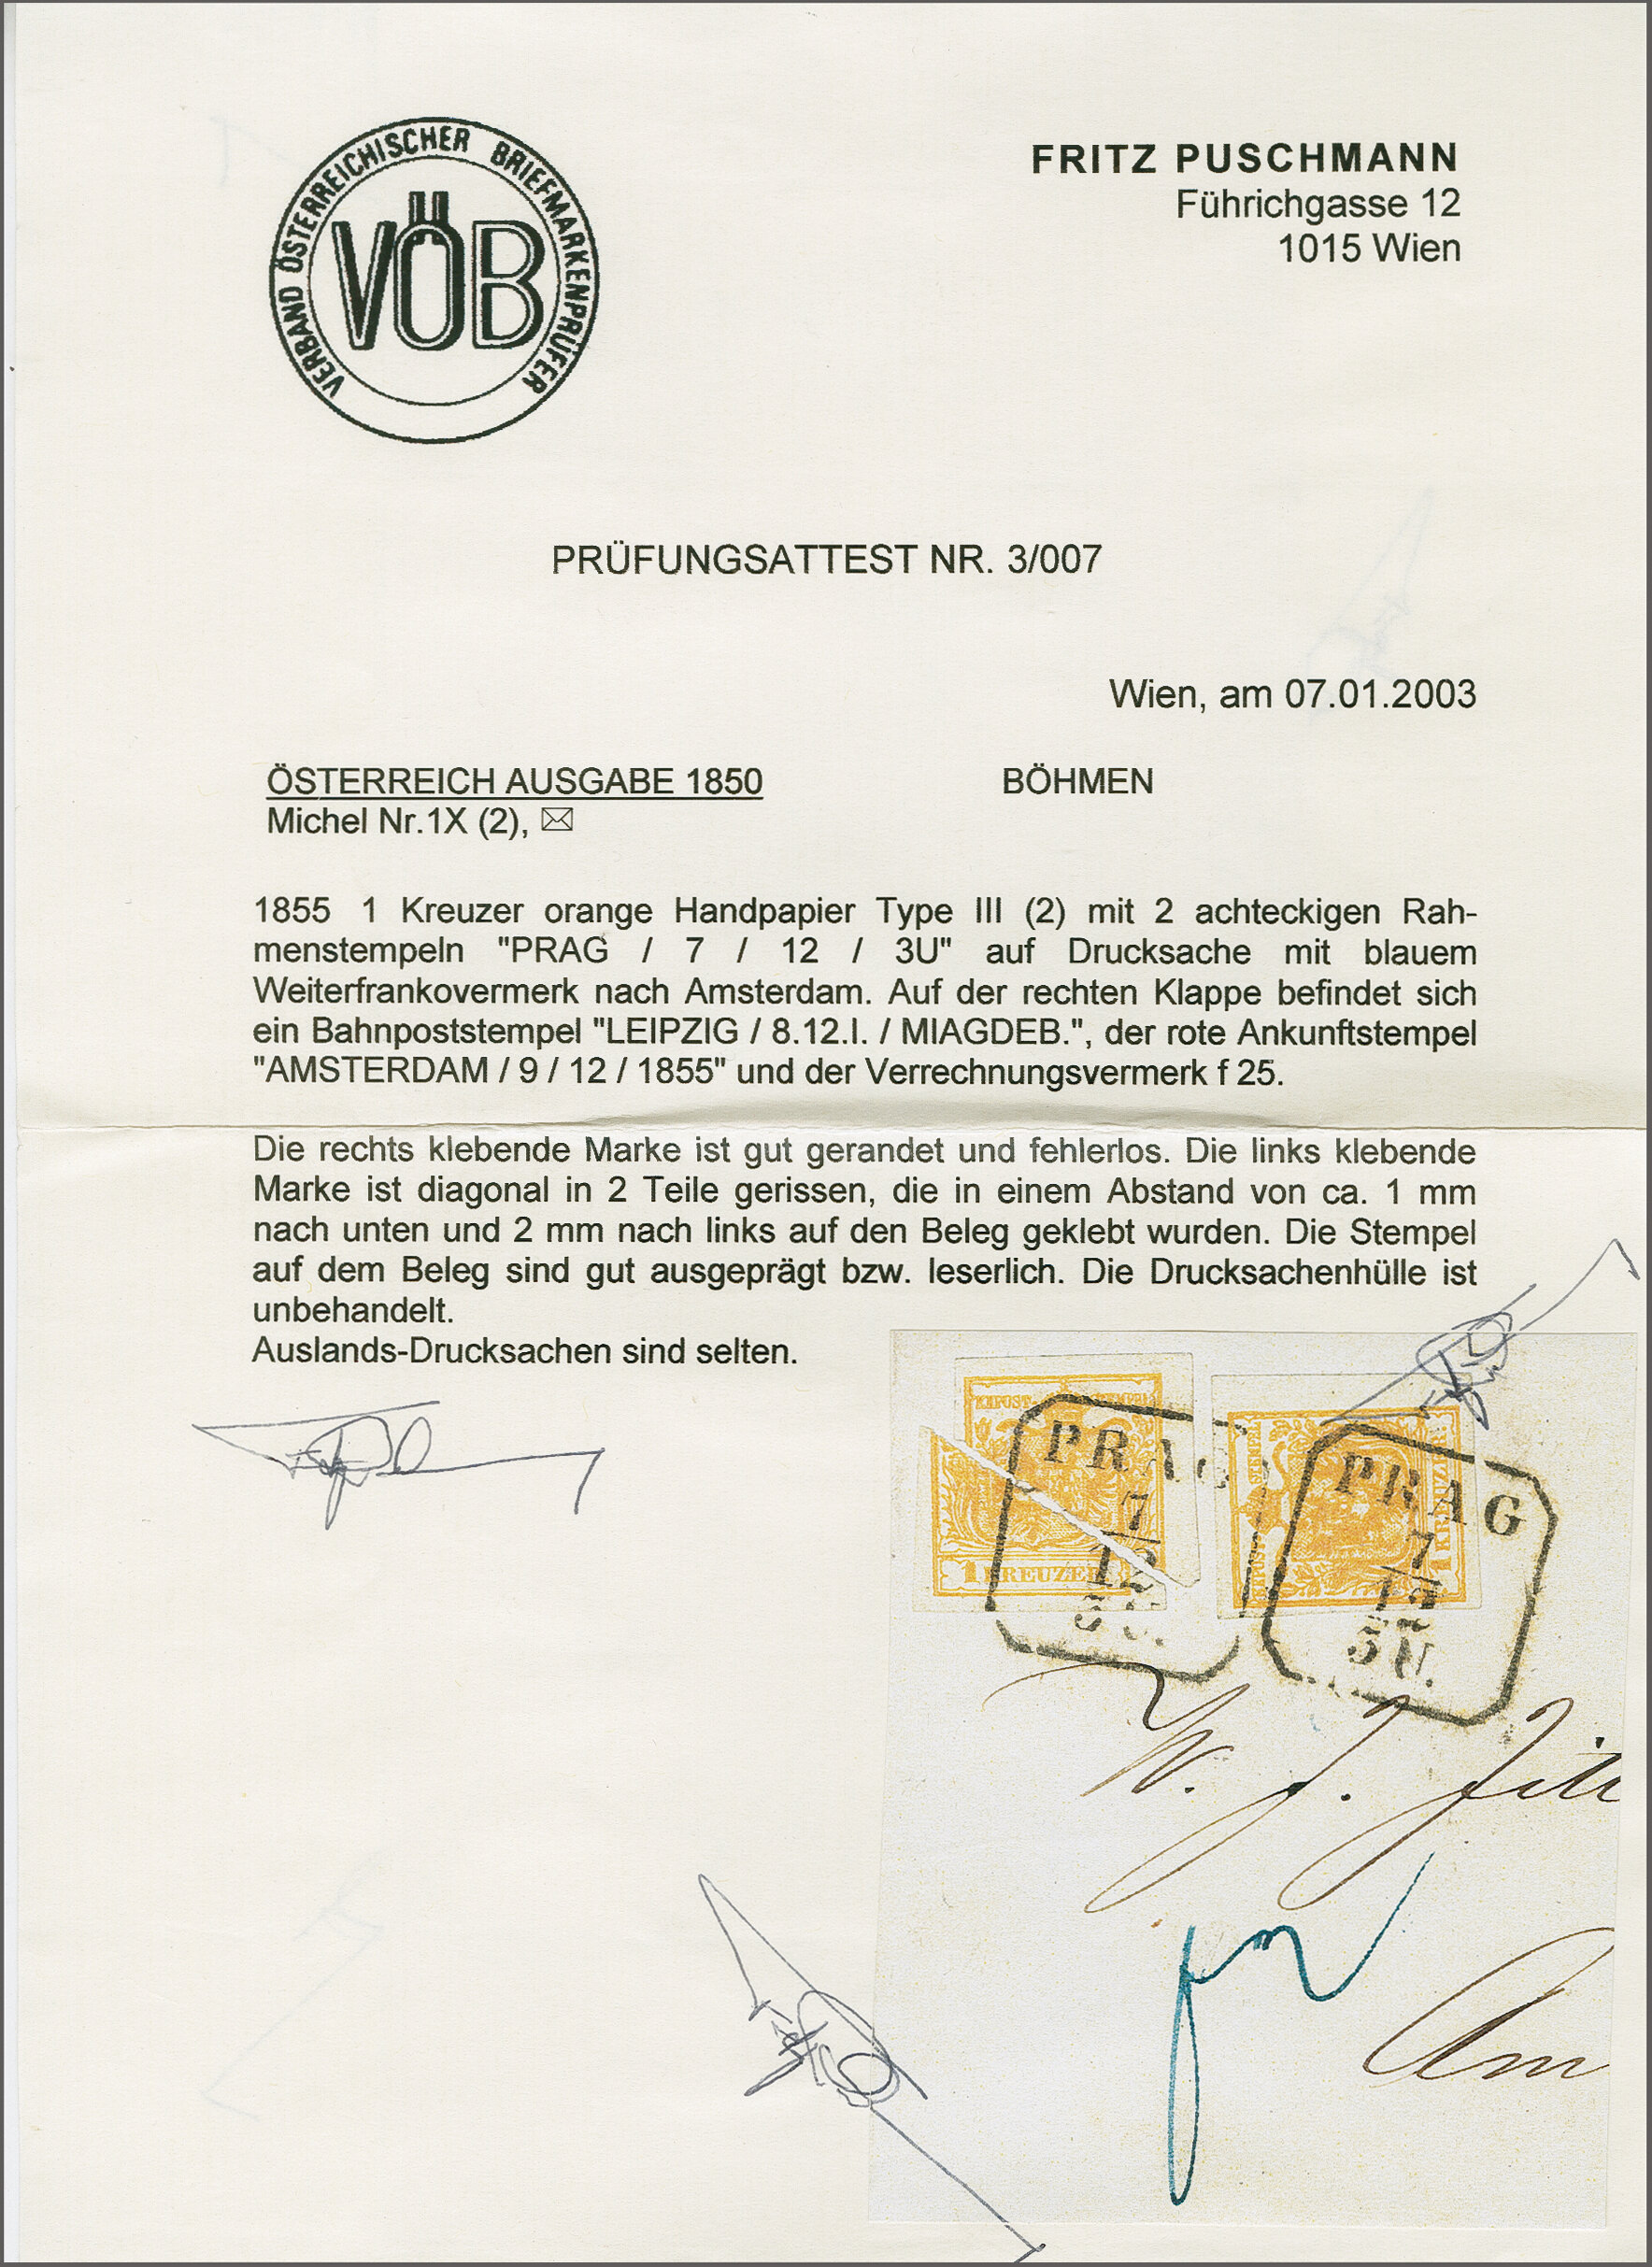 VERBAND ÖSTERREICHISCHER BRIEFMARKENPRÜFER
VÖB
FRITZ PUSCHMANN
Führichgasse 12
1015 Wien
PRÜFUNGSATTEST NR. 3/007
Wien, am 07.01.2003
ÖSTERREICH AUSGABE 1850 BÖHMEN
Michel Nr.1X (2), ✉
1855 1 Kreuzer orange Handpapier Type III (2) mit 2 achteckigen Rah-
menstempeln "PRAG / 7 / 12 / 3U" auf Drucksache mit blauem
Weiterfrankovermerk nach Amsterdam. Auf der rechten Klappe befindet sich
ein Bahnpoststempel "LEIPZIG / 8.12.I. / MIAGDEB.", der rote Ankunftstempel
"AMSTERDAM / 9 / 12 / 1855" und der Verrechnungsvermerk f 25.
Die rechts klebende Marke ist gut gerandet und fehlerlos. Die links klebende
Marke ist diagonal in 2 Teile gerissen, die in einem Abstand von ca. 1 mm
nach unten und 2 mm nach links auf den Beleg geklebt wurden. Die Stempel
auf dem Beleg sind gut ausgeprägt bzw. leserlich. Die Drucksachenhülle ist
unbehandelt.
Auslands-Drucksachen sind selten.
PRAG
7
12
1 KREUZER
PRAG
7
12
5U.
STEMPEL
1 KREUZER
Am